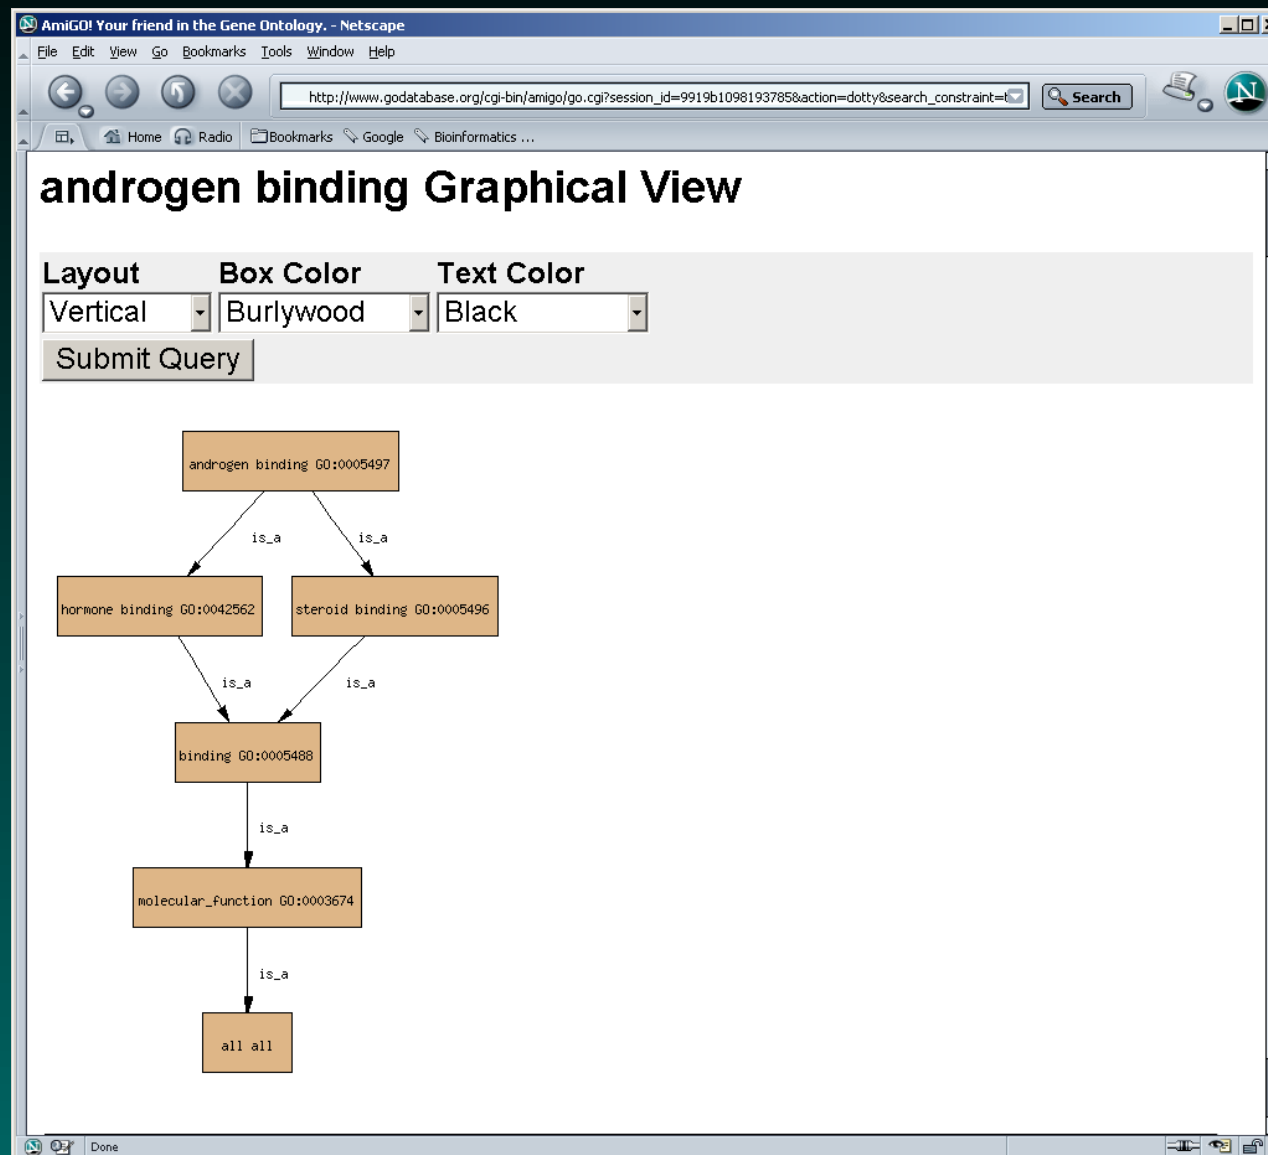 AmiGO! Your friend in the Gene Ontology. - Netscape
File Edit View Go Bookmarks Tools Window Help
http://www.godatabase.org/cgi-bin/amigo/go.cgi?session_id=9919b1098193785&action=dotty&search_constraint=t Search N
Home Radio Bookmarks Google Bioinformatics ...
androgen binding Graphical View
Layout Box Color Text Color
Vertical Burlywood Black
Submit Query
androgen binding GO:0005497
is_a is_a
hormone binding GO:0042562 steroid binding GO:0005496
is_a is_a
binding GO:0005488
is_a
molecular_function GO:0003674
is_a
all all
Done